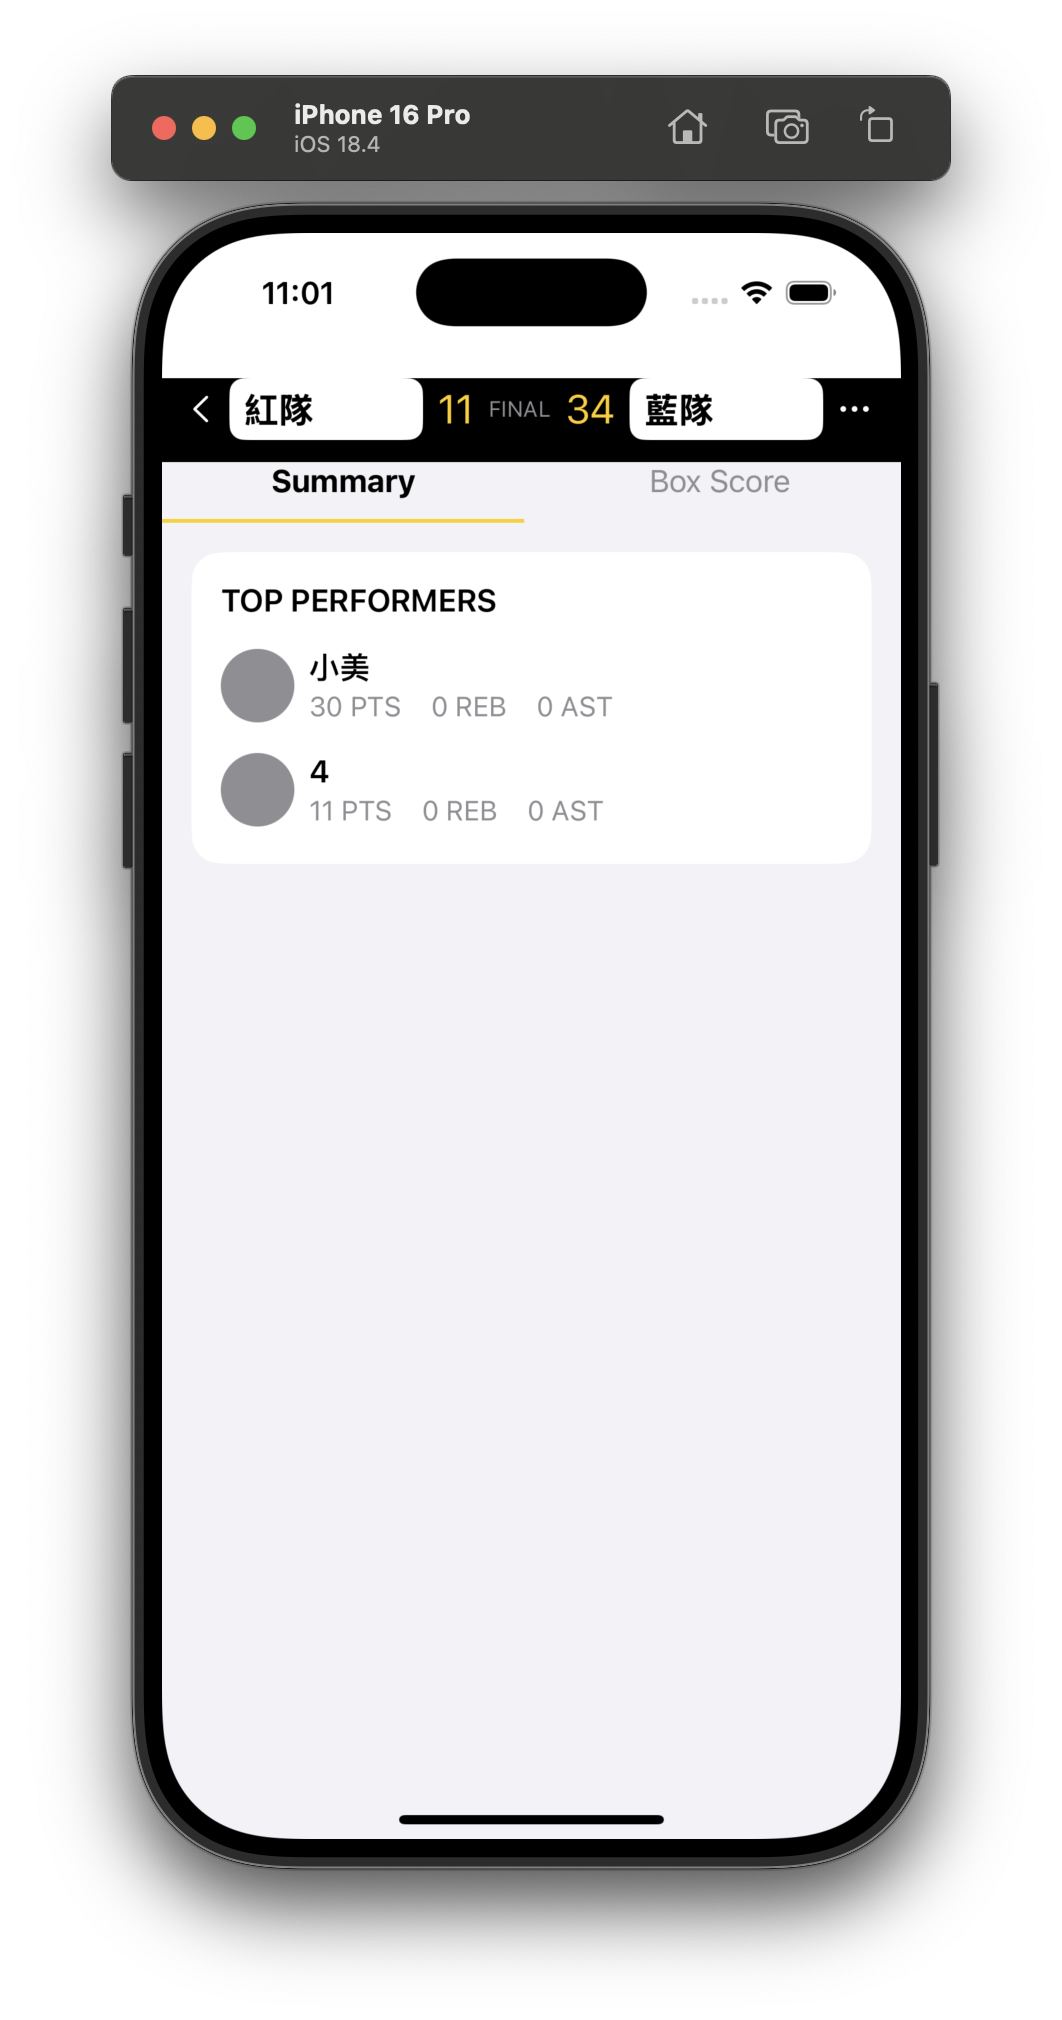 iPhone 16 Pro
iOS 18.4
11:01
紅隊 11 FINAL 34 藍隊
Summary Box Score
TOP PERFORMERS
小美
30 PTS 0 REB 0 AST
4
11 PTS 0 REB 0 AST